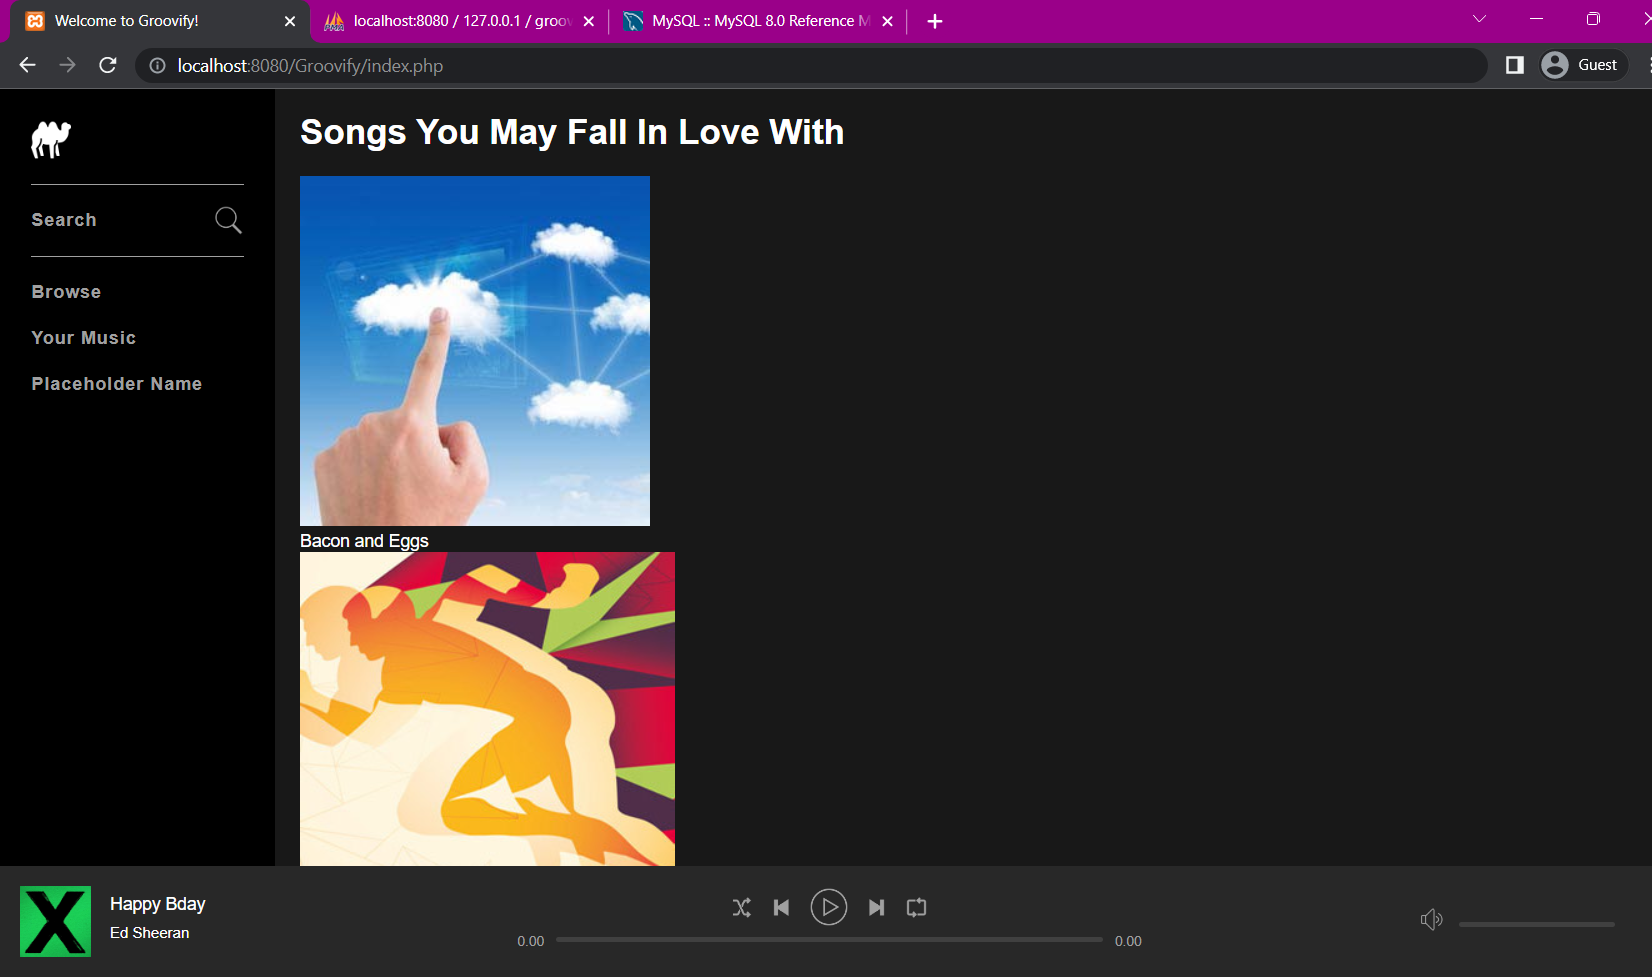 Welcome to Groovify!
localhost:8080 / 127.0.0.1 / groov
MySQL :: MySQL 8.0 Reference M
localhost:8080/Groovify/index.php
Guest
Songs You May Fall In Love With
Search
Browse
Your Music
Placeholder Name
Bacon and Eggs
Happy Bday
Ed Sheeran
0.00
0.00